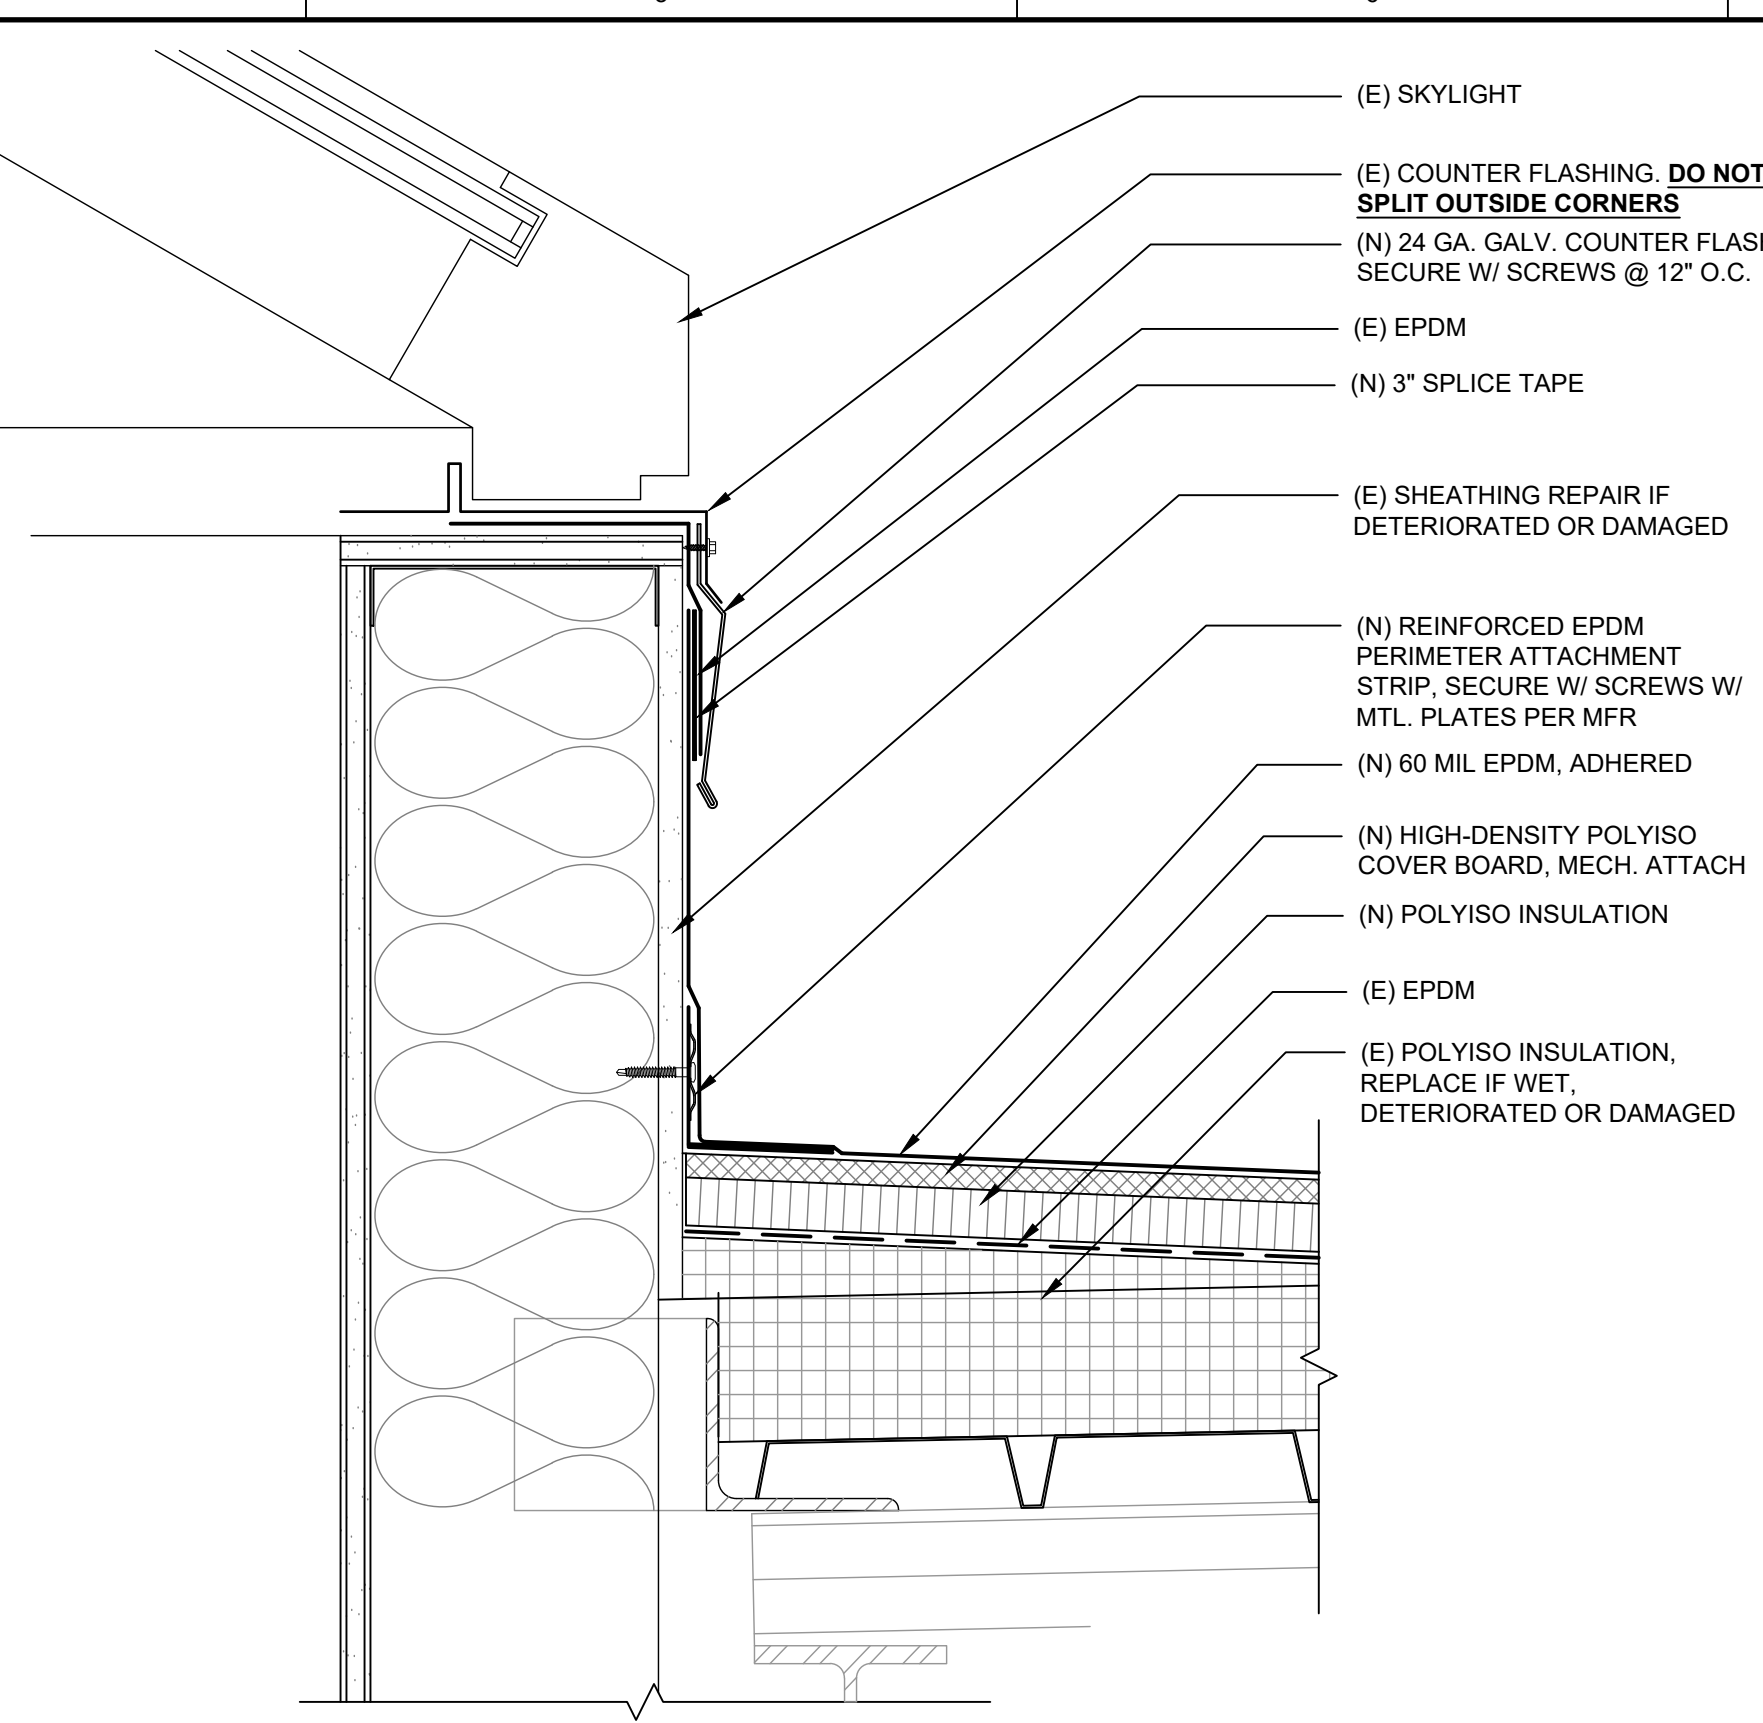 (E) SKYLIGHT
(E) COUNTER FLASHING. DO NOT
SPLIT OUTSIDE CORNERS
(N) 24 GA. GALV. COUNTER
SECURE W/ SCREWS @ 12" O.C.
(E) EPDM
(N) 3" SPLICE TAPE
(E) SHEATHING REPAIR IF
DETERIORATED OR DAMAGED
(N) REINFORCED EPDM
PERIMETER ATTACHMENT
STRIP, SECURE W/ SCREWS W/
MTL. PLATES PER MFR
(N) 60 MIL EPDM, ADHERED
(N) HIGH-DENSITY POLYISO
COVER BOARD, MECH. ATTACH
(N) POLYISO INSULATION
(E) EPDM
(E) POLYISO INSULATION,
REPLACE IF WET,
DETERIORATED OR DAMAGED